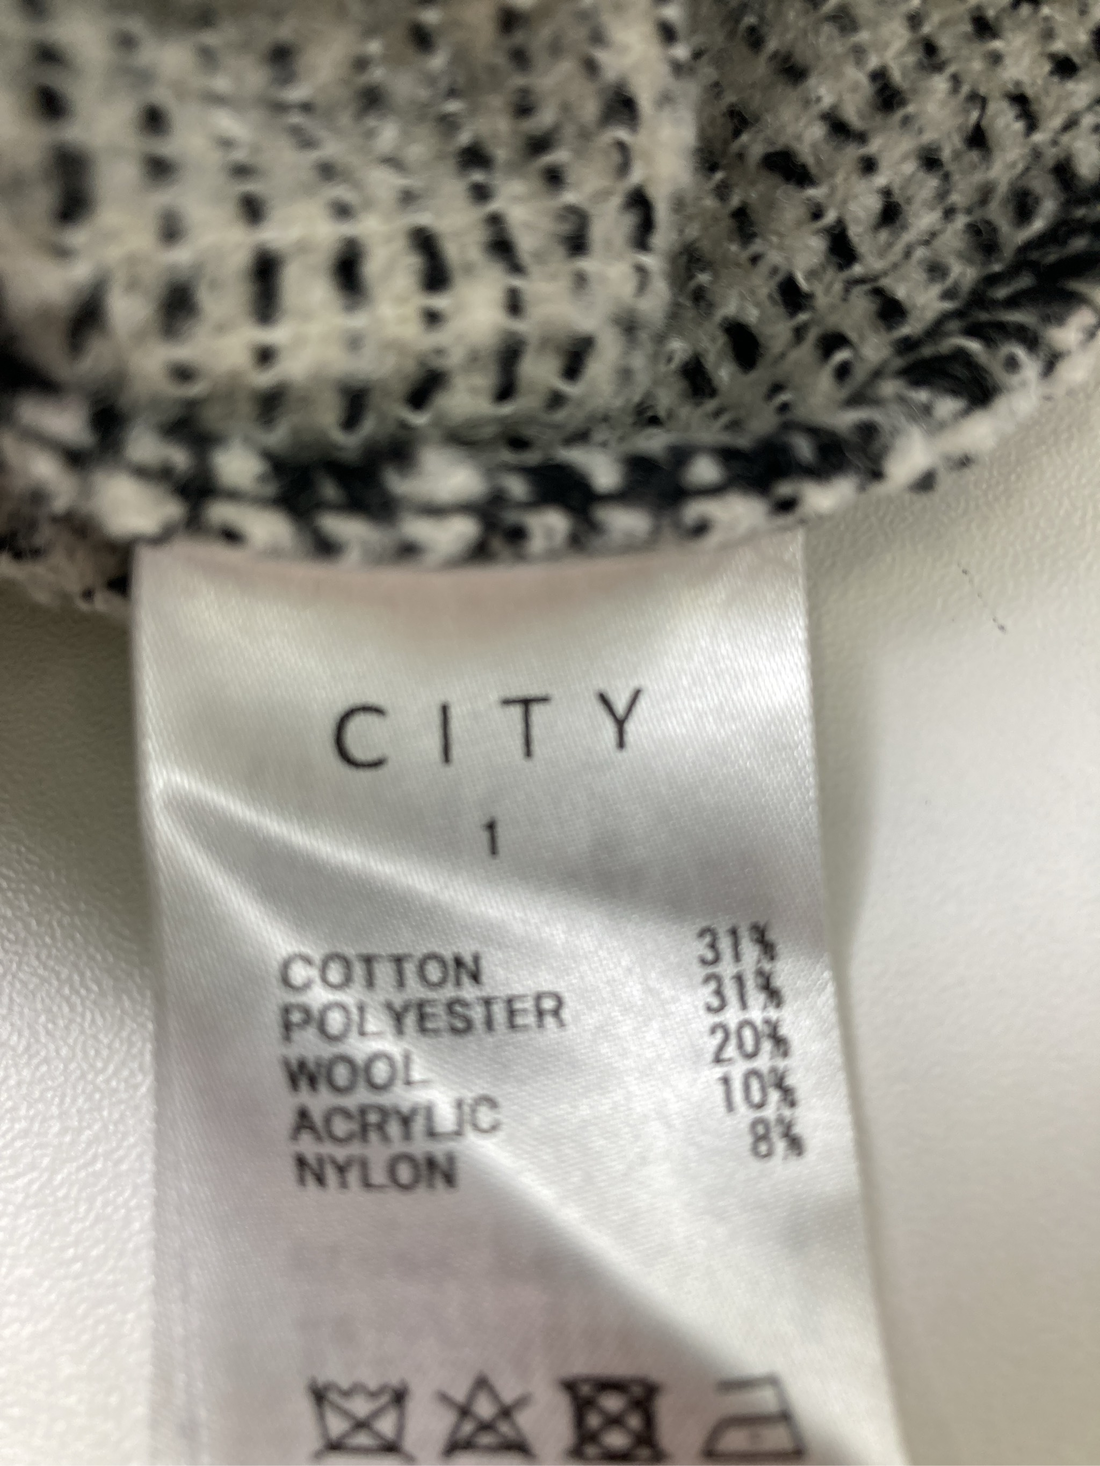 CITY
1
COTTON 31%
POLYESTER 31%
WOOL 20%
ACRYLIC 10%
NYLON 8%